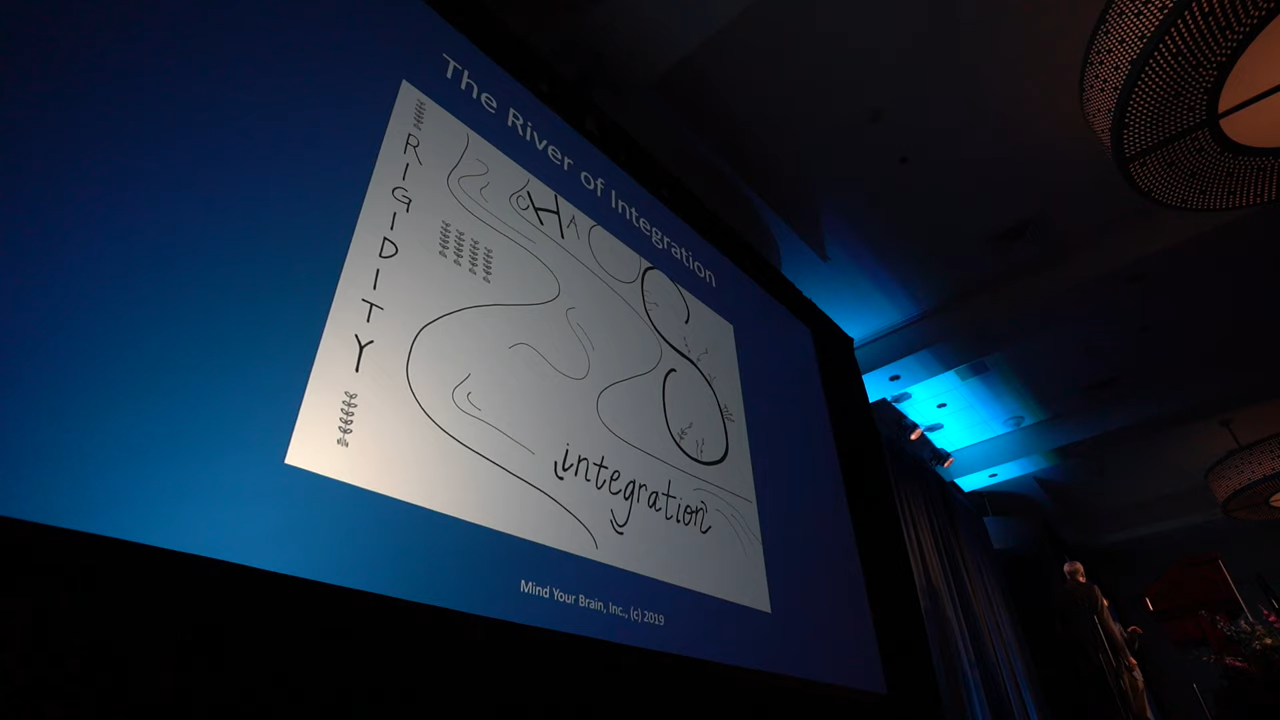 The River of Integration
RIGIDITY
CHAOS
integration
Mind Your Brain, Inc., (c) 2019